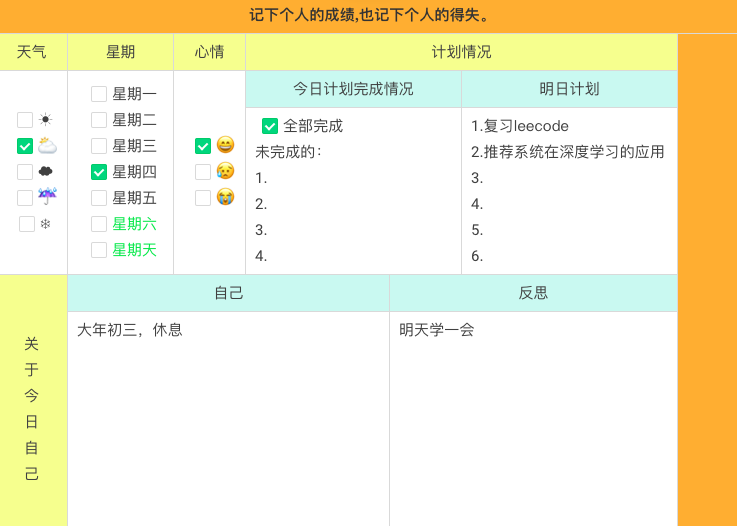 记下个人的成绩,也记下个人的得失。
天气
星期
心情
计划情况
今日计划完成情况
明日计划
星期一
星期二
星期三
星期四
星期五
星期六
星期天
全部完成
未完成的:
1.
2.
3.
4.
1.复习leecode
2.推荐系统在深度学习的应用
3.
4.
5.
6.
关
于
今
日
自
己
自己
反思
大年初三，休息
明天学一会